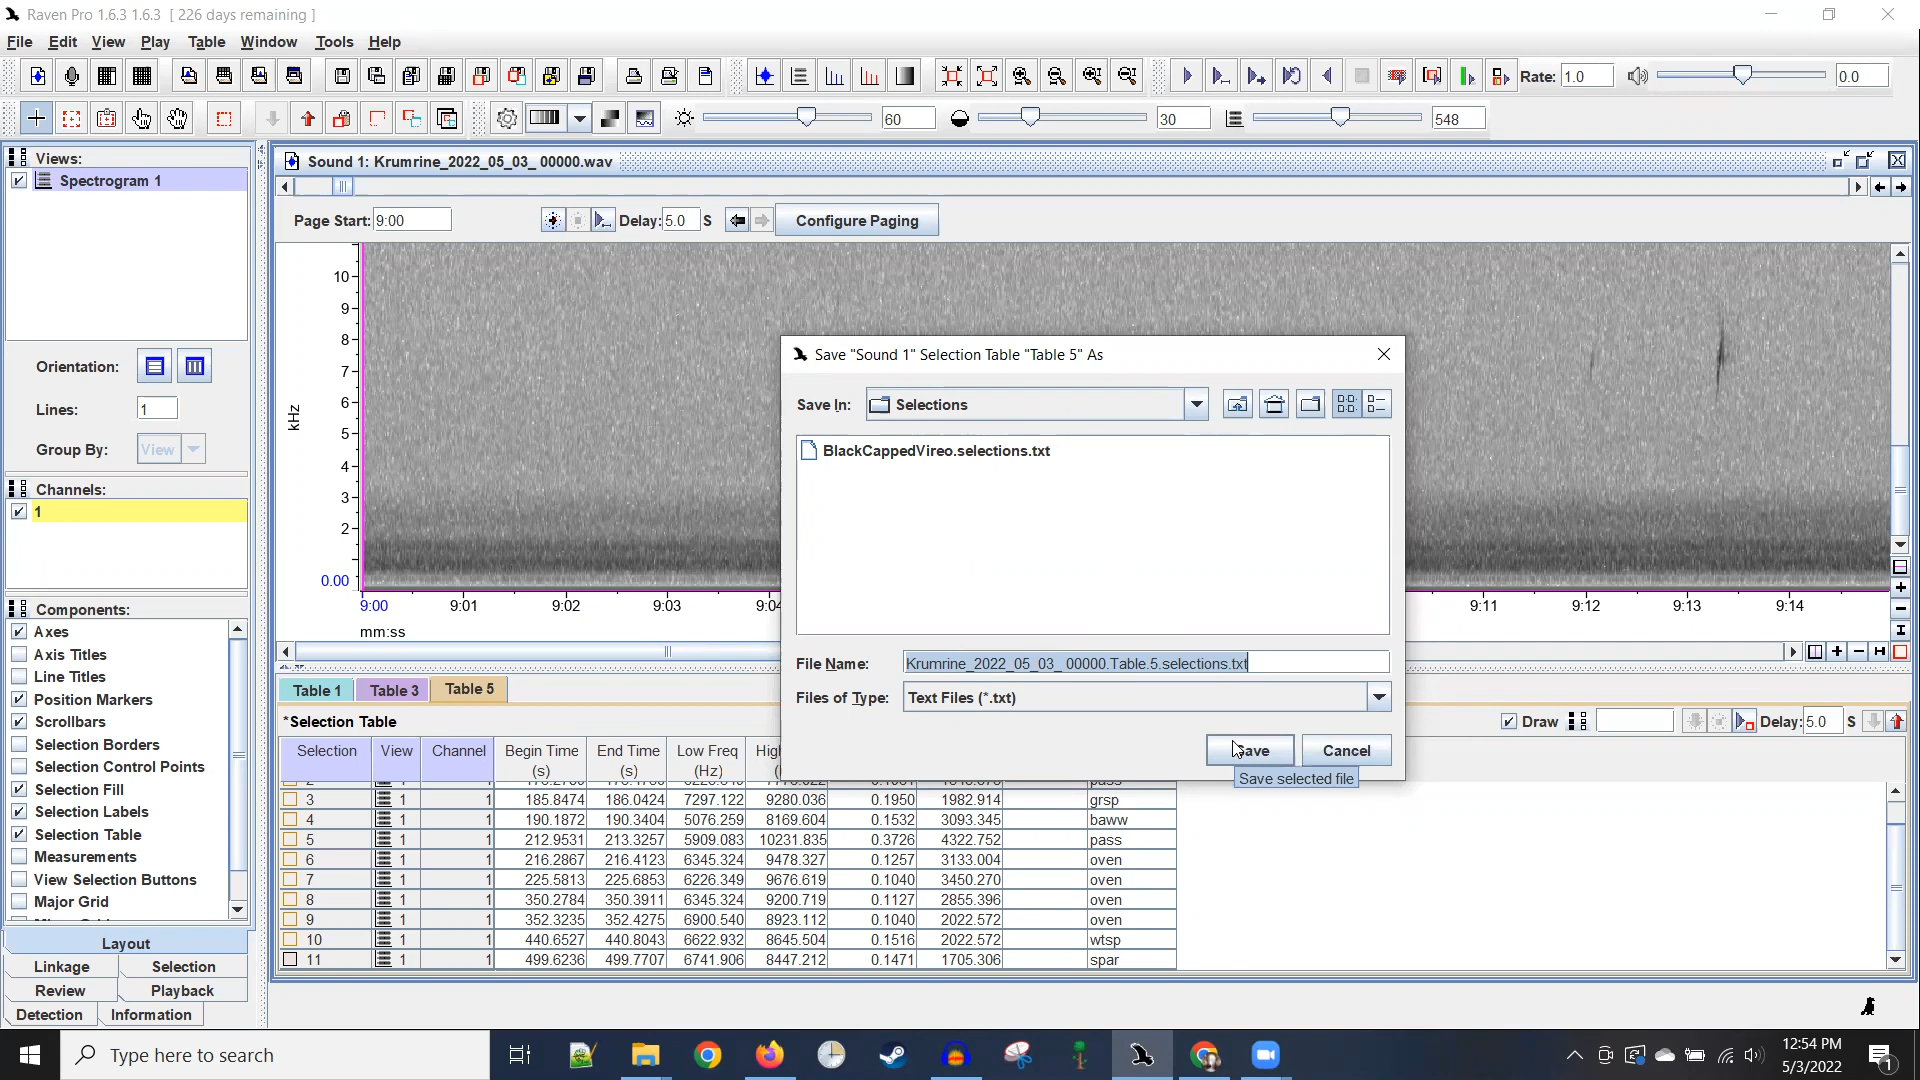 Raven Pro 1.6.3 1.6.3 [ 226 days remaining ]
File Edit View Play Table Window Tools Help
Rate: 1.0 0.0
60 30 548
Views:
Spectrogram 1
Orientation:
Lines: 1
Group By: View
Channels:
1
Components:
Axes
Axis Titles
Line Titles
Position Markers
Scrollbars
Selection Borders
Selection Control Points
Selection Fill
Selection Labels
Selection Table
Measurements
View Selection Buttons
Major Grid
Layout
Linkage Selection
Review Playback
Detection Information
Sound 1: Krumrine_2022_05_03_ 00000.wav
Page Start: 9:00 Delay: 5.0 S Configure Paging
kHz
10
9
8
7
6
5
4
3
2
0.00
9:00 9:01 9:02 9:03 9:04 9:11 9:12 9:13 9:14
mm:ss
Save "Sound 1" Selection Table "Table 5" As
Save In: Selections
BlackCappedVireo.selections.txt
File Name: Krumrine_2022_05_03_ 00000.Table.5.selections.txt
Files of Type: Text Files (*.txt)
Save Cancel
Save selected file
Table 1 Table 3 Table 5
*Selection Table
Draw Delay: 5.0 S
Selection View Channel Begin Time (s) End Time (s) Low Freq (Hz)
3 1 1 185.8474 186.0424 7297.122 9280.036 0.1950 1982.914 grsp
4 1 1 190.1872 190.3404 5076.259 8169.604 0.1532 3093.345 baww
5 1 1 212.9531 213.3257 5909.083 10231.835 0.3726 4322.752 pass
6 1 1 216.2867 216.4123 6345.324 9478.327 0.1257 3133.004 oven
7 1 1 225.5813 225.6853 6226.349 9676.619 0.1040 3450.270 oven
8 1 1 350.2784 350.3911 6345.324 9200.719 0.1127 2855.396 oven
9 1 1 352.3235 352.4275 6900.540 8923.112 0.1040 2022.572 oven
10 1 1 440.6527 440.8043 6622.932 8645.504 0.1516 2022.572 wtsp
11 1 1 499.6236 499.7707 6741.906 8447.212 0.1471 1705.306 spar
Type here to search
12:54 PM
5/3/2022
1